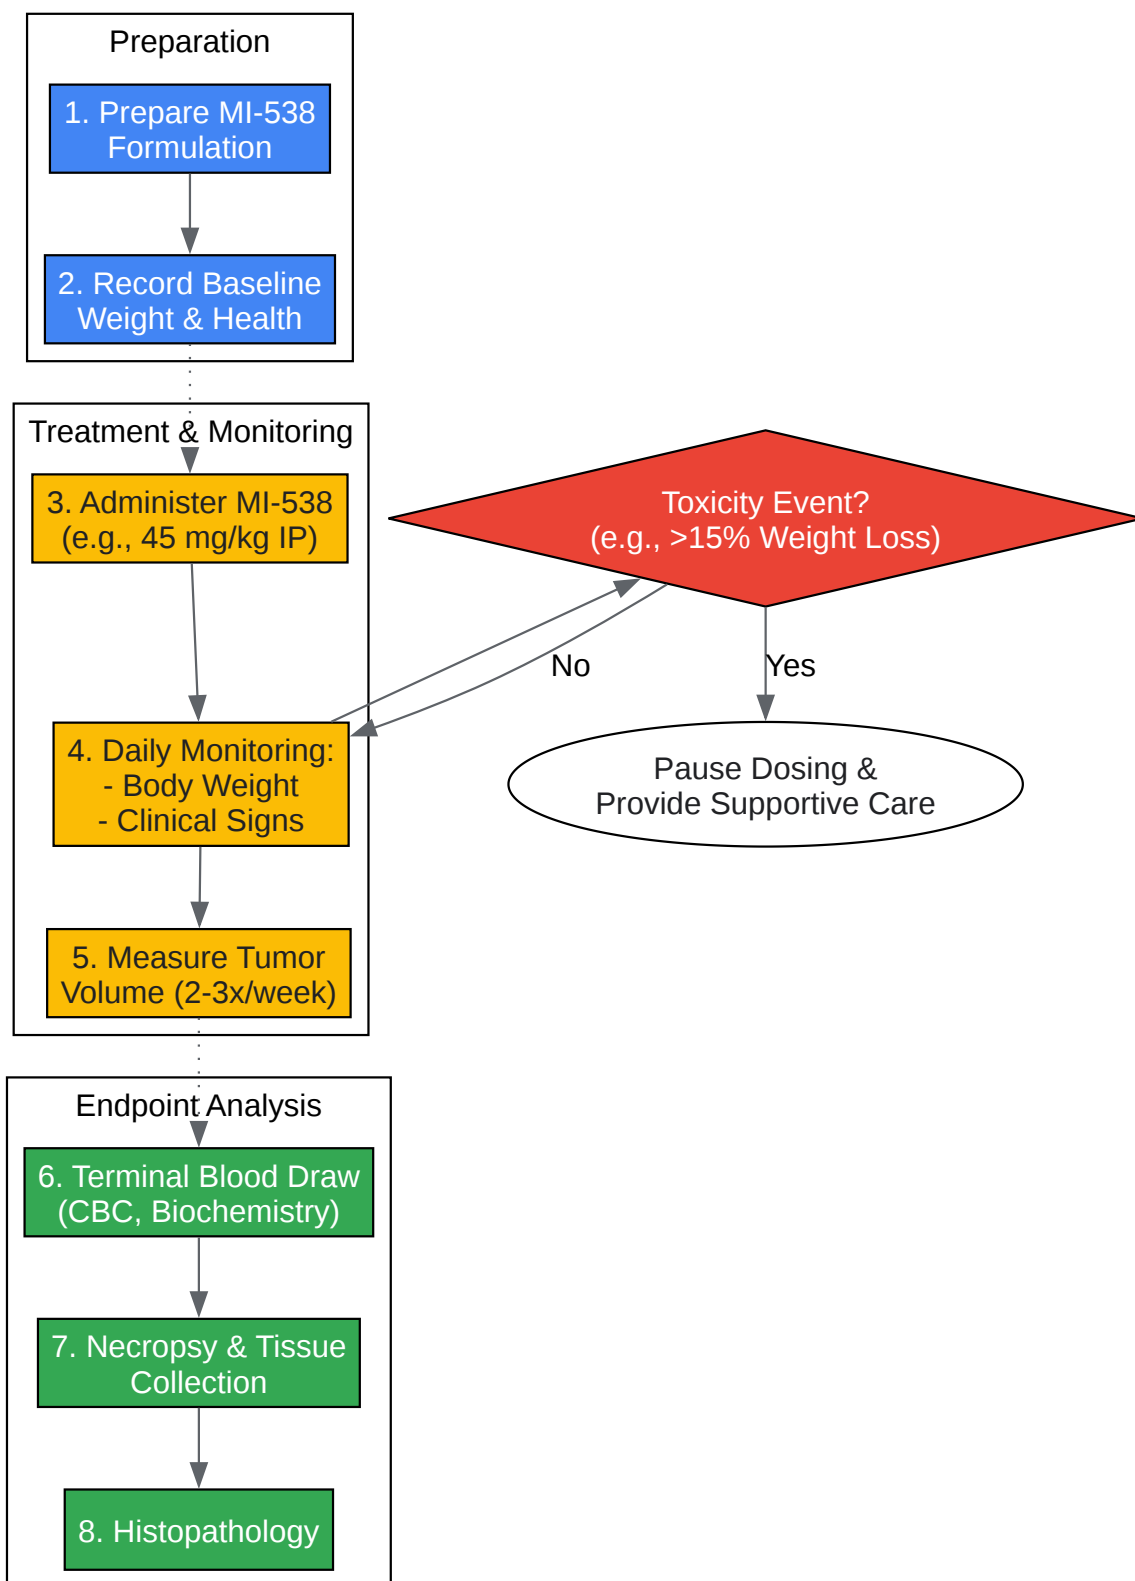 Preparation
1. Prepare MI-538
Formulation
2. Record Baseline
Weight & Health
Treatment & Monitoring
3. Administer MI-538
(e.g., 45 mg/kg IP)
Toxicity Event?
(e.g., >15% Weight Loss)
No
Yes
4. Daily Monitoring:
- Body Weight
- Clinical Signs
Pause Dosing &
Provide Supportive Care
5. Measure Tumor
Volume (2-3x/week)
Endpoint Analysis
6. Terminal Blood Draw
(CBC, Biochemistry)
7. Necropsy & Tissue
Collection
8. Histopathology